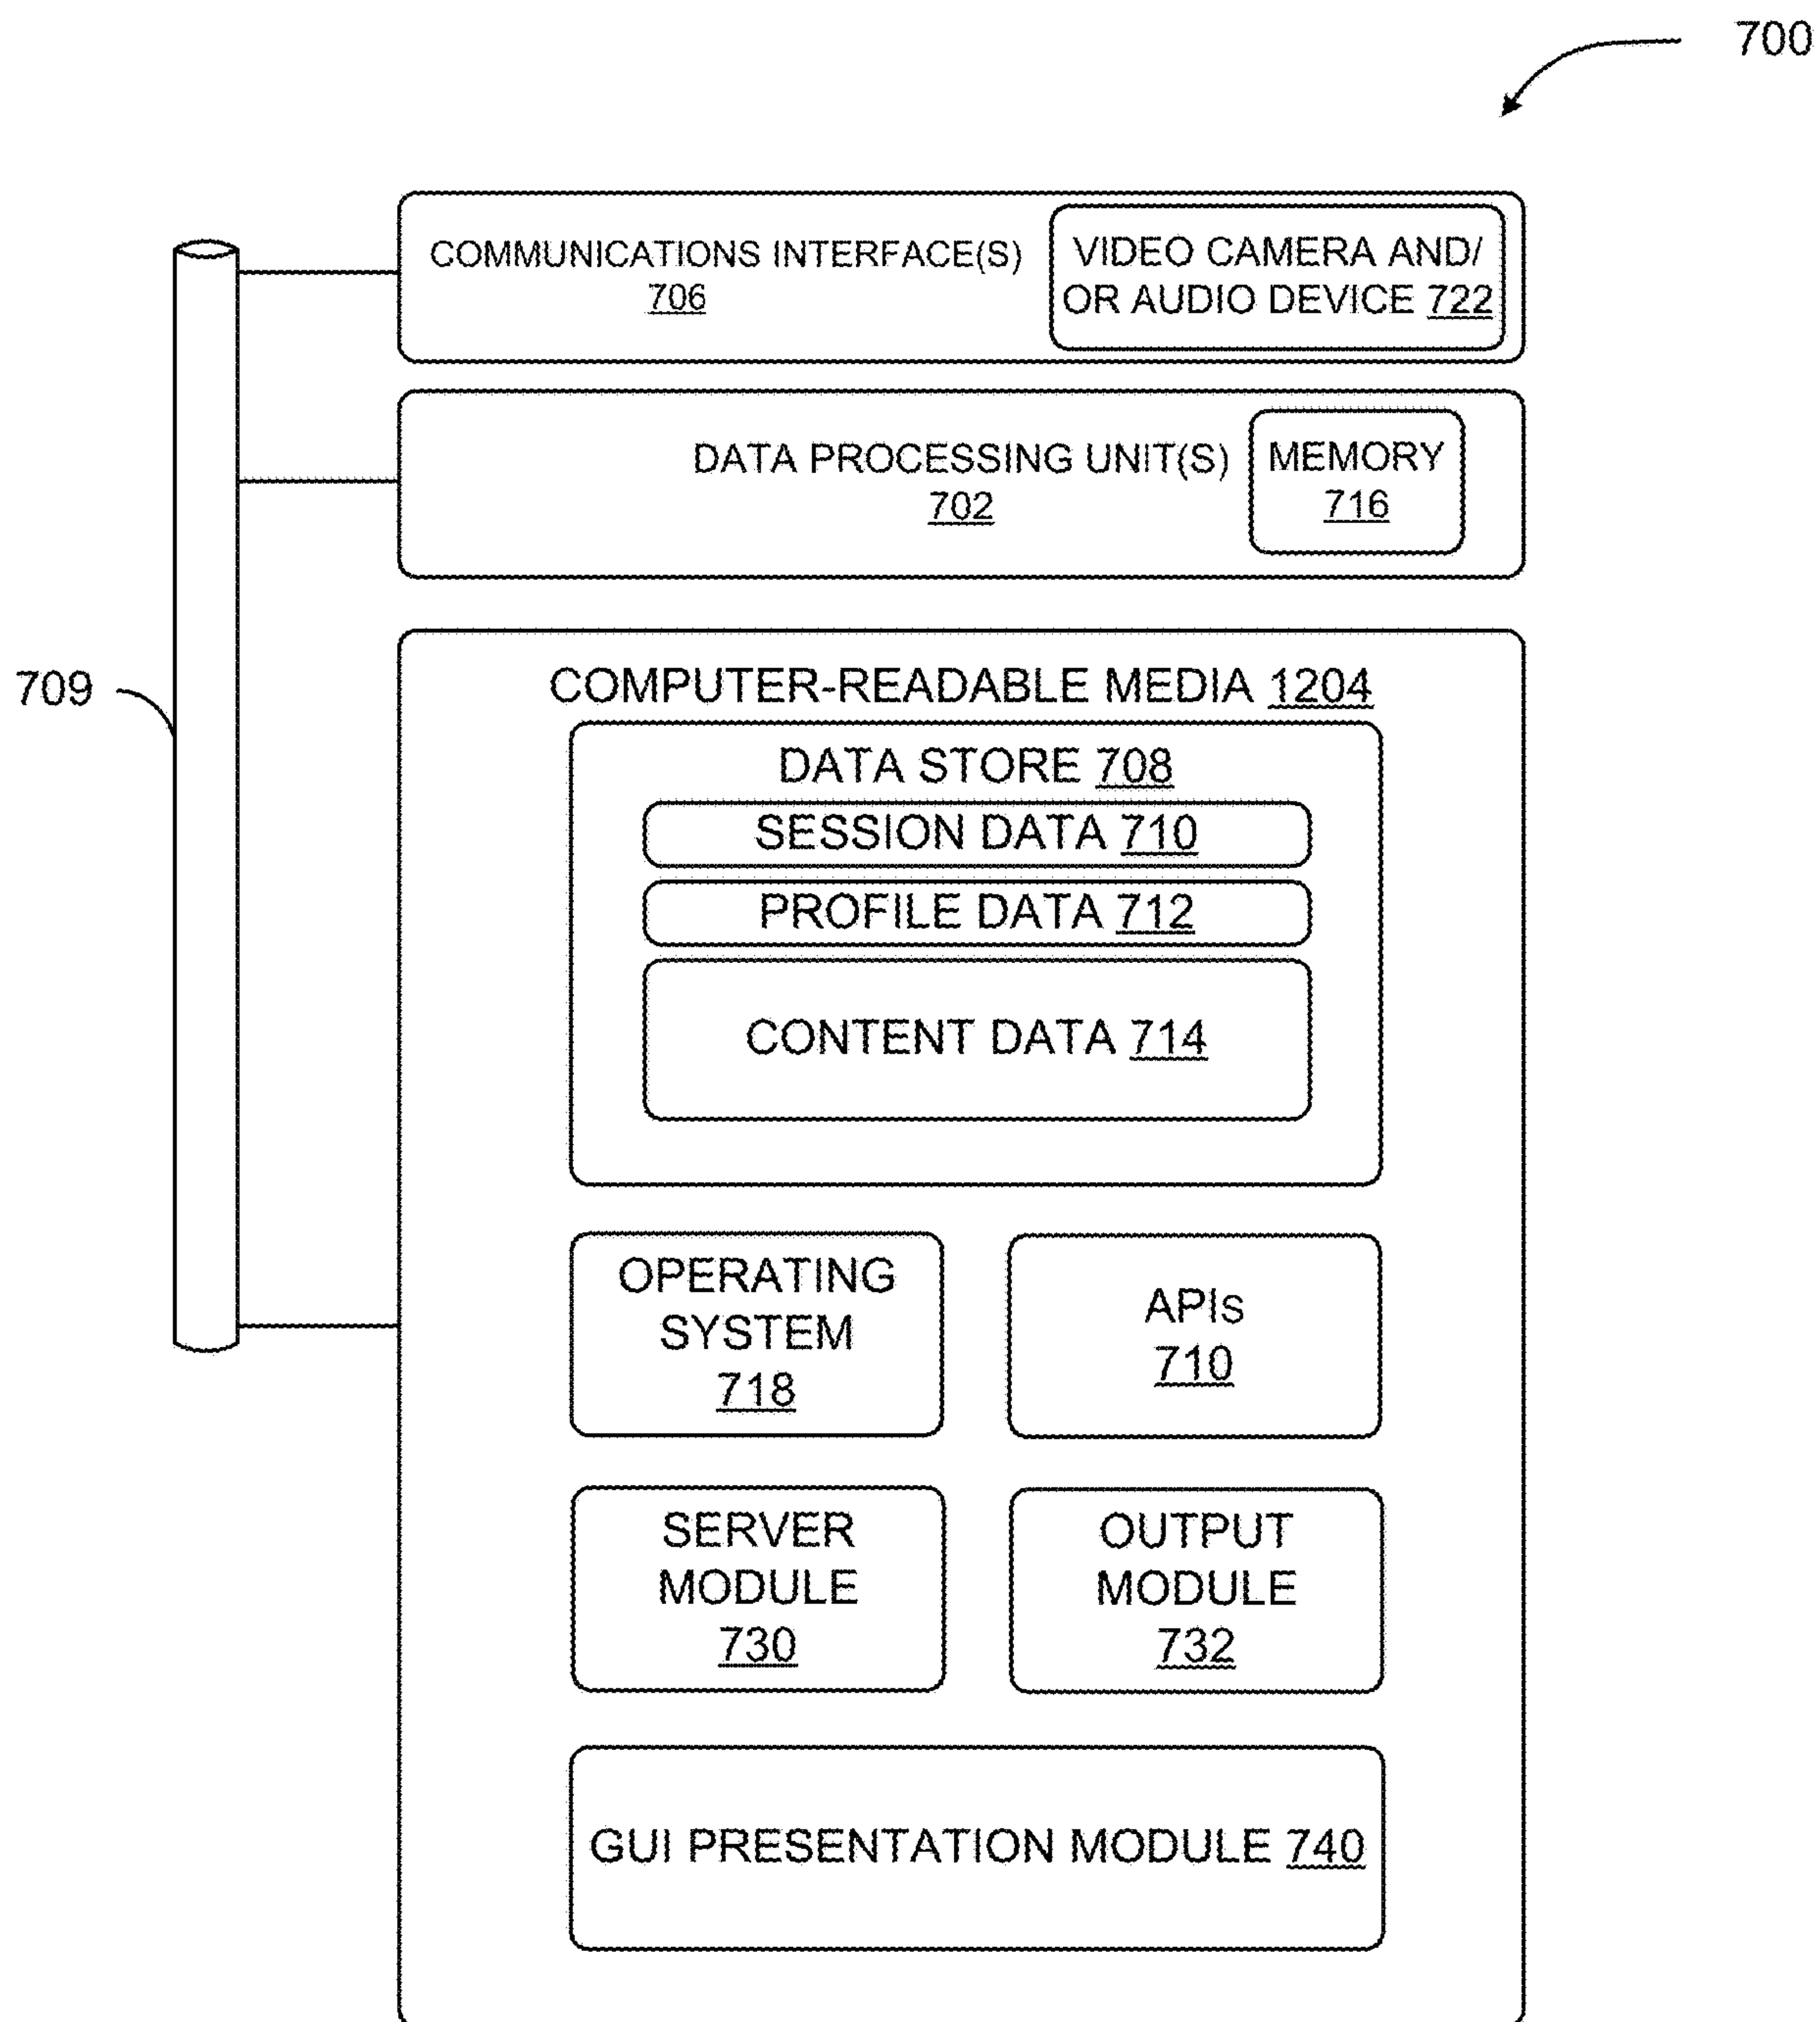 700
COMMUNICATIONS INTERFACE(S)
706
VIDEO CAMERA AND/
OR AUDIO DEVICE 722
DATA PROCESSING UNIT(S)
702
MEMORY
716
709
COMPUTER-READABLE MEDIA 1204
DATA STORE 708
SESSION DATA 710
PROFILE DATA 712
CONTENT DATA 714
OPERATING
SYSTEM
718
APIs
710
SERVER
MODULE
730
OUTPUT
MODULE
732
GUI PRESENTATION MODULE 740